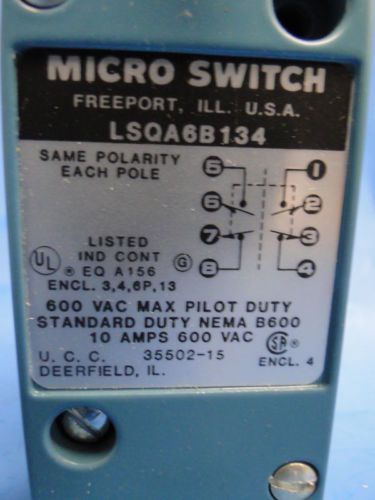 MICRO SWITCH
FREEPORT, ILL. U.S.A.
LSQA6B134
SAME POLARITY
EACH POLE
5 1
6 2
7 3
8 4
LISTED
UL ® IND CONT G
EQ A156
ENCL. 3,4,6P,13
600 VAC MAX PILOT DUTY
STANDARD DUTY NEMA B600
10 AMPS 600 VAC
U. C. C. 35502-15 SA ®
DEERFIELD, IL. ENCL. 4